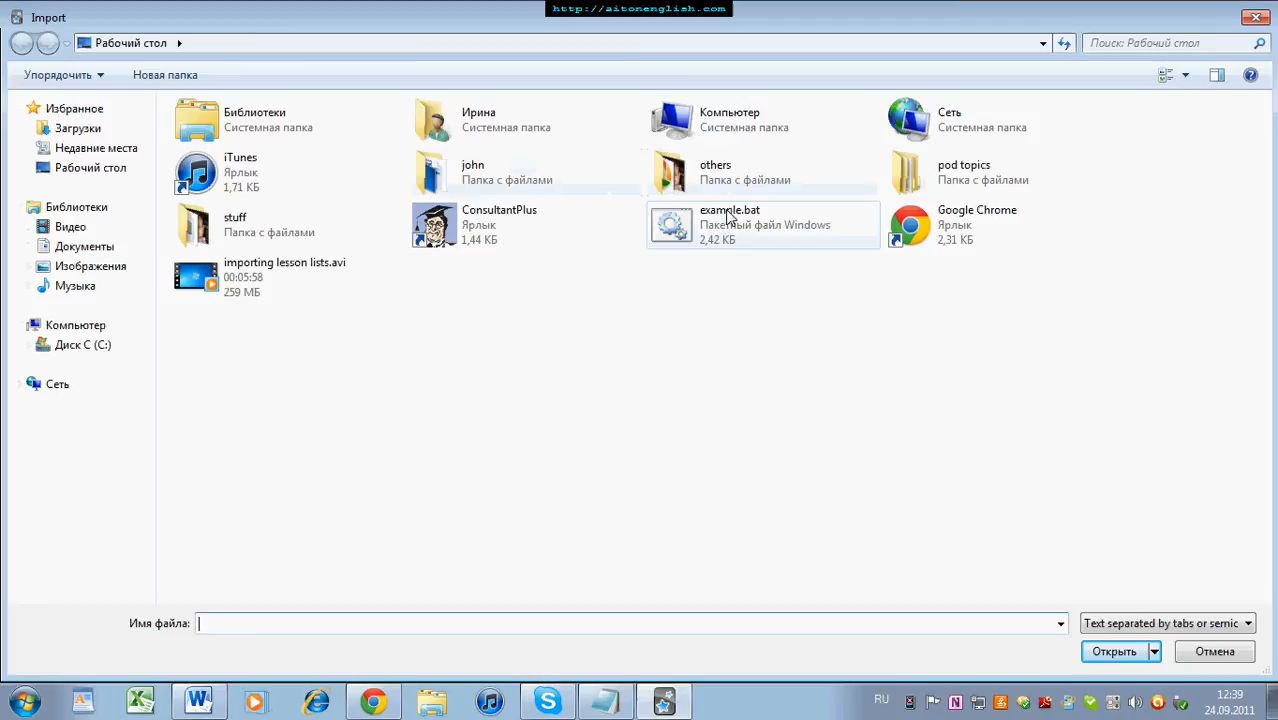 http://aitonenglish.com
Import
Рабочий стол
Поиск: Рабочий стол
Упорядочить
Новая папка
Избранное
Загрузки
Недавние места
Рабочий стол
Библиотеки
Видео
Документы
Изображения
Музыка
Компьютер
Диск C (C:)
Сеть
Библиотеки
Системная папка
Ирина
Системная папка
Компьютер
Системная папка
Сеть
Системная папка
iTunes
Ярлык
1,71 КБ
john
Папка с файлами
others
Папка с файлами
pod topics
Папка с файлами
stuff
Папка с файлами
ConsultantPlus
Ярлык
1,44 КБ
example.bat
Пакетный файл Windows
2,42 КБ
Google Chrome
Ярлык
2,31 КБ
importing lesson lists.avi
00:05:58
259 МБ
Имя файла:
Text separated by tabs or semic
Открыть
Отмена
RU
12:39
24.09.2011